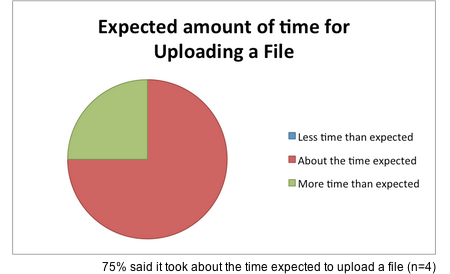 Expected amount of time for
Uploading a File
Less time than expected
About the time expected
More time than expected
75% said it took about the time expected to upload a file (n=4)